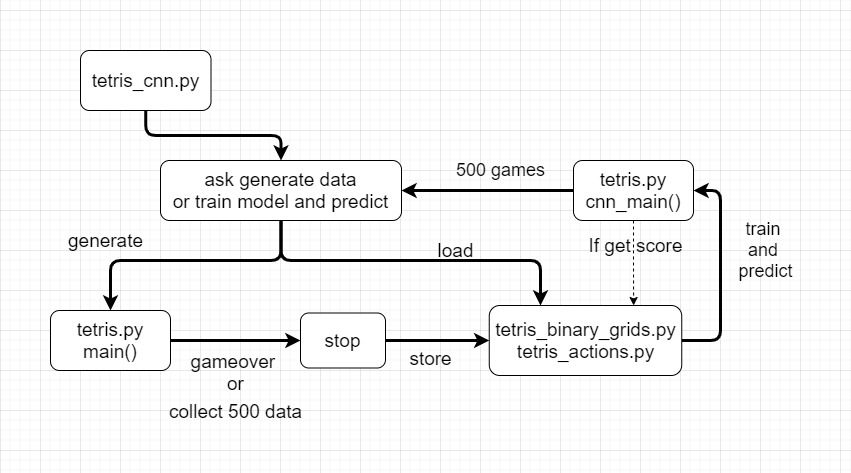 tetris_cnn.py
ask generate data
or train model and predict
500 games
tetris.py
cnn_main()
generate
load
If get score
train
and
predict
tetris.py
main()
gameover
or
collect 500 data
stop
store
tetris_binary_grids.py
tetris_actions.py